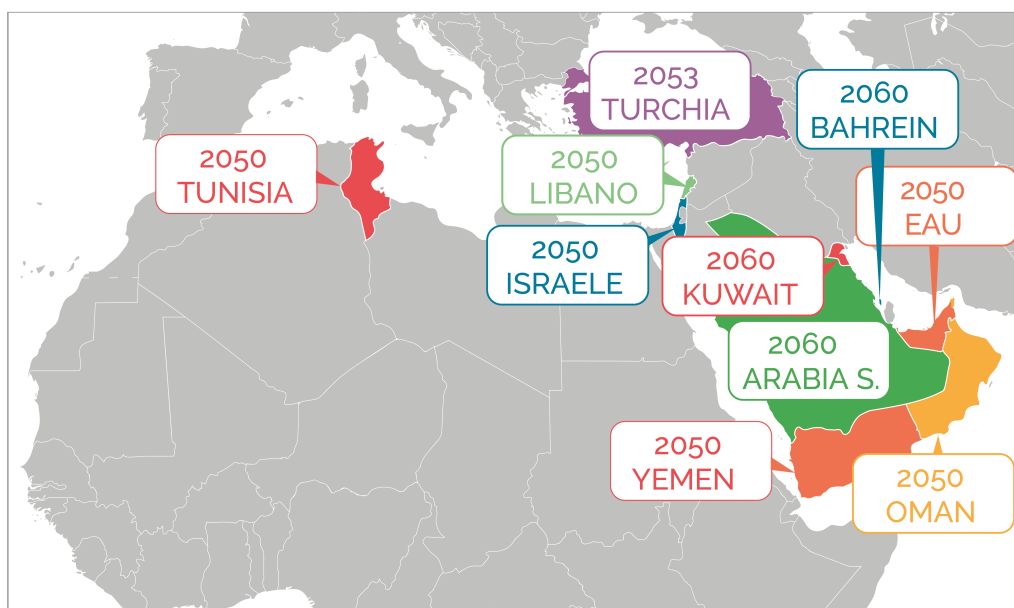 2053
TURCHIA
2060
BAHREIN
2050
TUNISIA
2050
LIBANO
2050
EAU
2050
ISRAELE
2060
KUWAIT
2060
ARABIA S.
2050
YEMEN
2050
OMAN